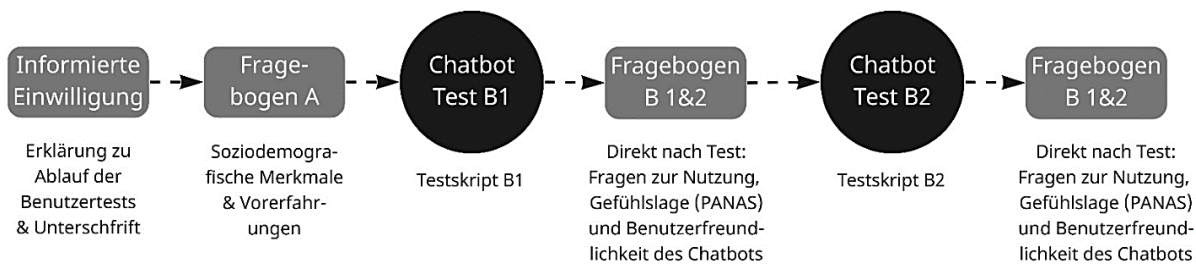 Informierte
Einwilligung
Frage-
bogen A
Chatbot
Test B1
Fragebogen
B 1&2
Chatbot
Test B2
Fragebogen
B 1&2
Erklärung zu
Ablauf der
Benutzertests
& Unterschfrift
Soziodemogra-
fische Merkmale
& Vorerfahr-
ungen
Testskript B1
Direkt nach Test:
Fragen zur Nutzung,
Gefühlslage (PANAS)
und Benutzerfreund-
lichkeit des Chatbots
Testskript B2
Direkt nach Test:
Fragen zur Nutzung,
Gefühlslage (PANAS)
und Benutzerfreund-
lichkeit des Chatbots